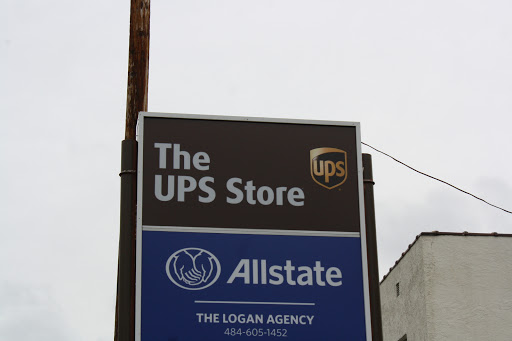 The
UPS Store
ups
Allstate
THE LOGAN AGENCY
484-605-1452